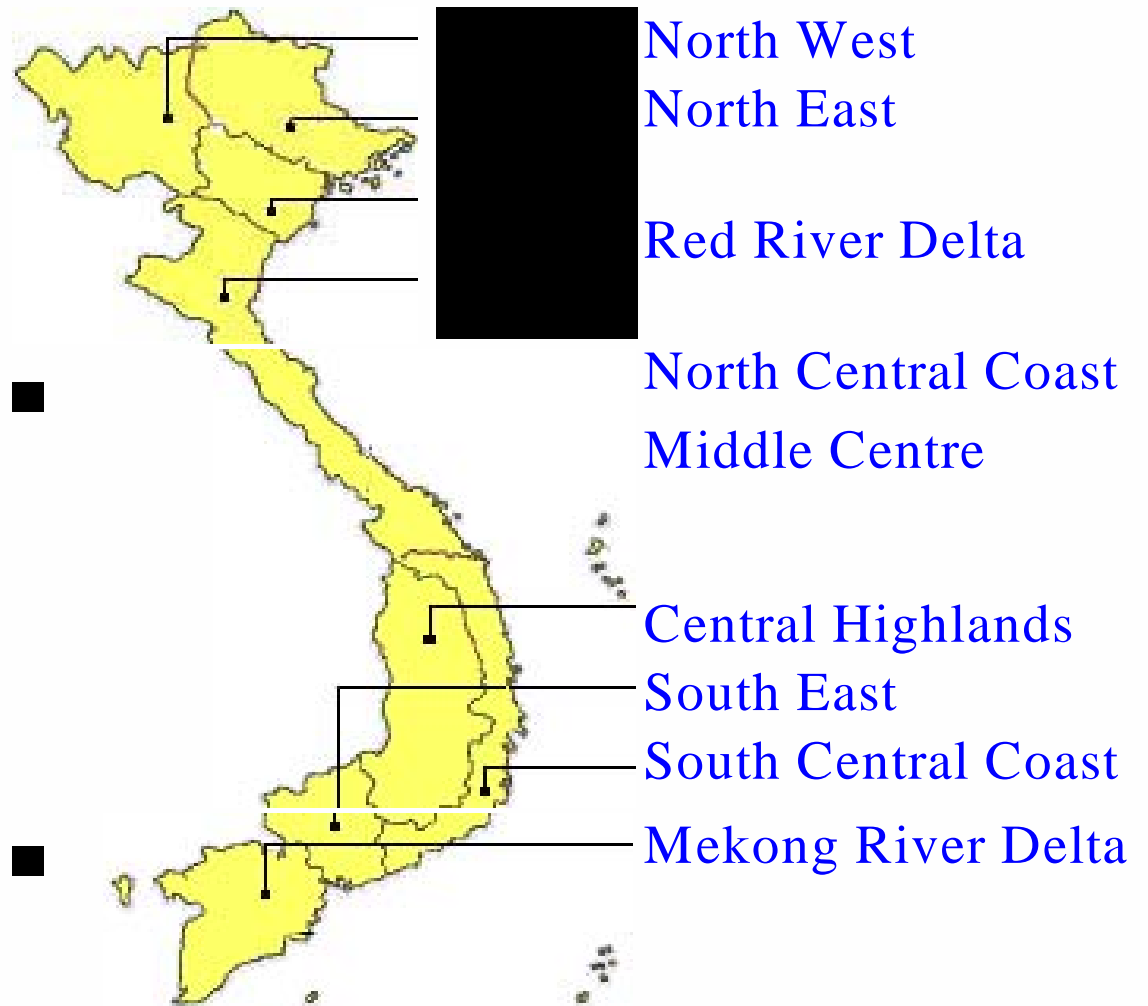 North West
North East
Red River Delta
North Central Coast
Middle Centre
Central Highlands
South East
South Central Coast
Mekong River Delta